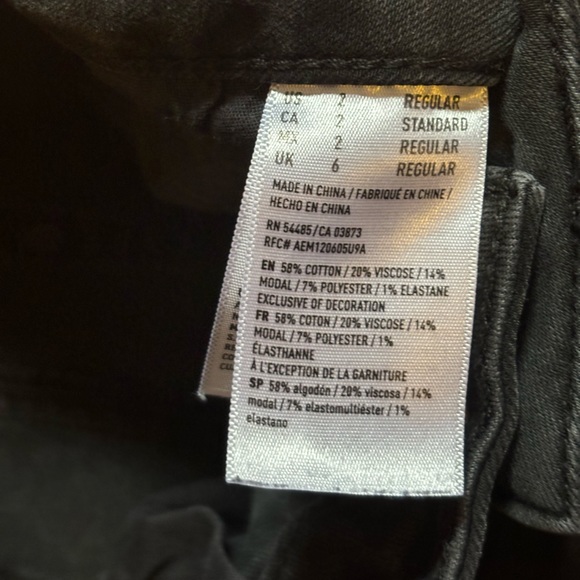 US 2 REGULAR
CA 2 STANDARD
MX 2 REGULAR
UK 6 REGULAR
MADE IN CHINA / FABRIQUÉ EN CHINE /
HECHO EN CHINA
RN 54485/CA 03873
RFC# AEM120605U9A
EN 58% COTTON / 20% VISCOSE / 14%
MODAL / 7% POLYESTER / 1% ELASTANE
EXCLUSIVE OF DECORATION
FR 58% COTON / 20% VISCOSE / 14%
MODAL / 7% POLYESTER / 1%
ÉLASTHANNE
À L'EXCEPTION DE LA GARNITURE
SP 58% algodón / 20% viscosa / 14%
modal / 7% elastomultiéster / 1%
elastano